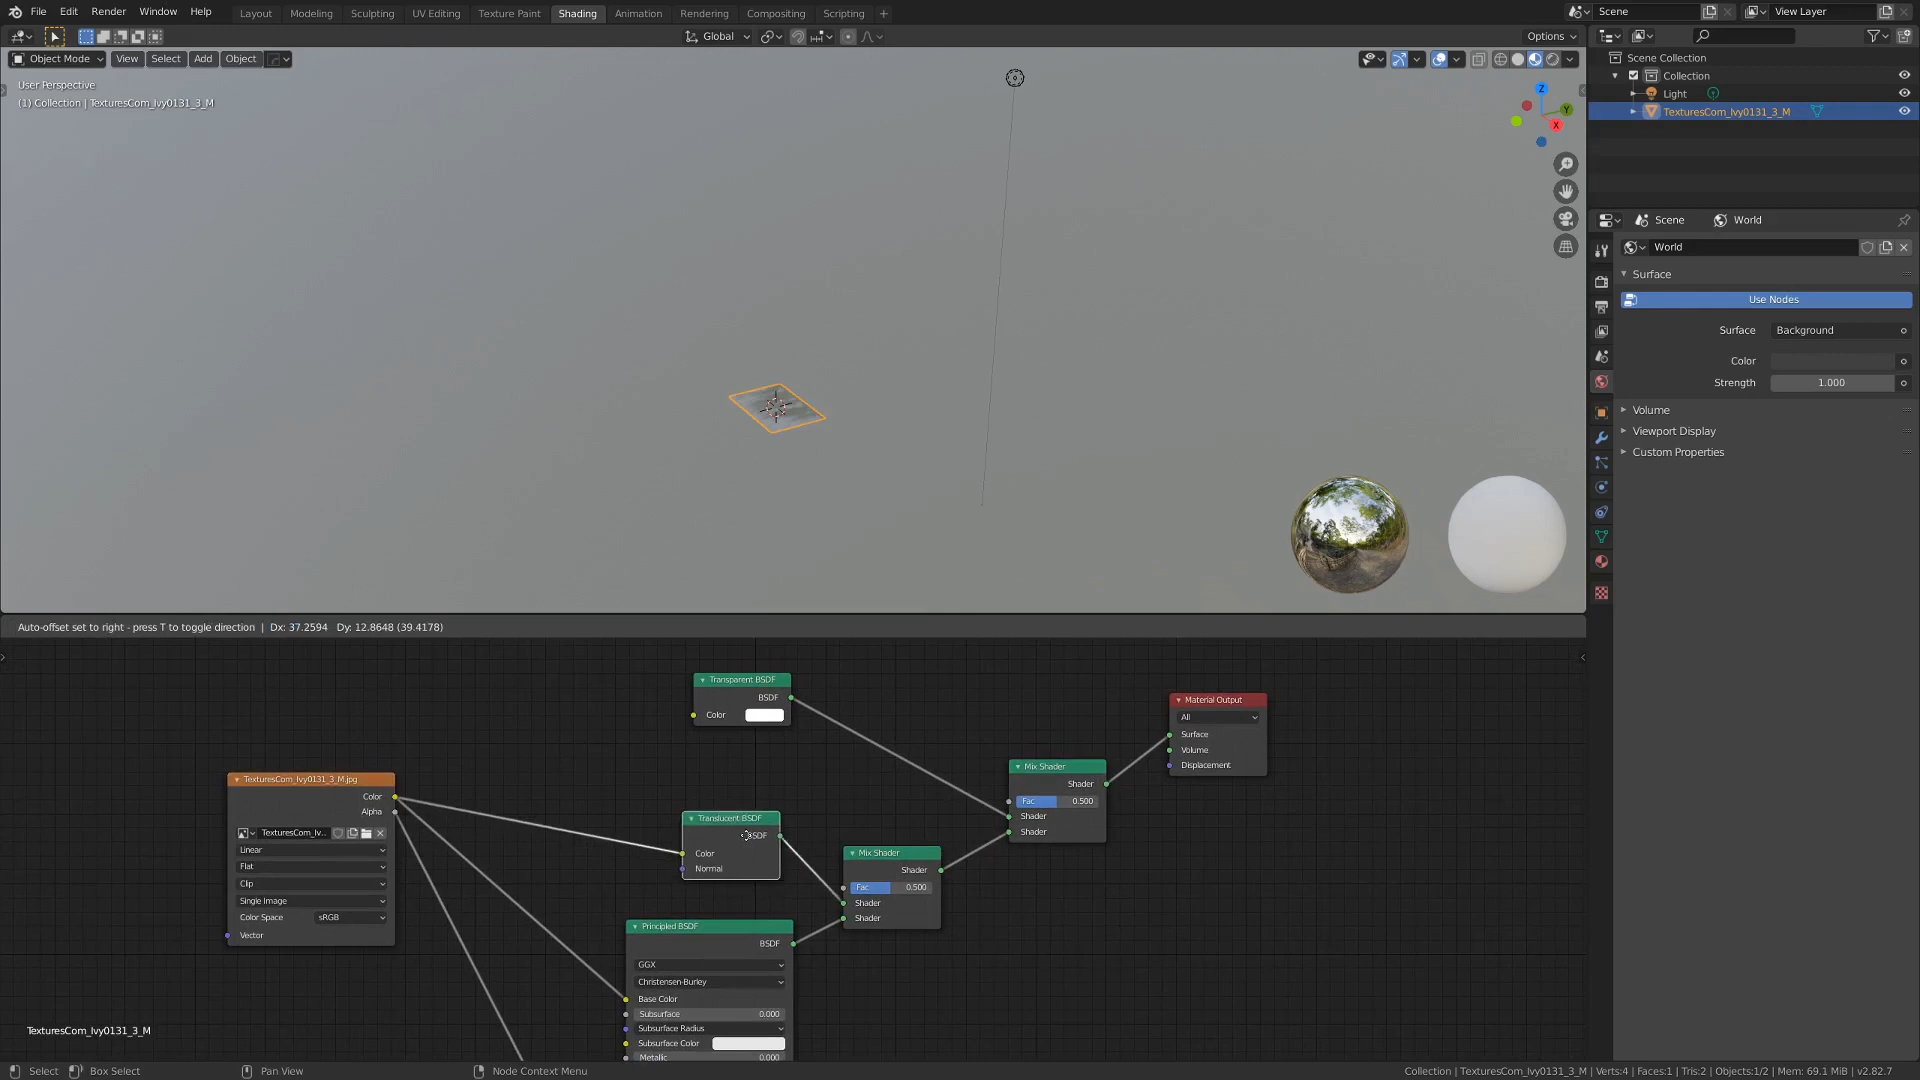 File Edit Render Window Help Layout Modeling Sculpting UV Editing Texture Paint Shading Animation Rendering Compositing Scripting + Scene View Layer
Global Options
Object Mode View Select Add Object
User Perspective
(1) Collection | TexturesCom_Ivy0131_3_M
Z
Y
X
Scene Collection
Collection
Light
TexturesCom_Ivy0131_3_M
Scene World
World
Surface
Use Nodes
Surface Background
Color
Strength 1.000
Volume
Viewport Display
Custom Properties
Auto-offset set to right - press T to toggle direction | Dx: 37.2594 Dy: 12.8648 (39.4178)
Transparent BSDF
BSDF
Color
Material Output
All
Surface
Volume
Displacement
TexturesCom_Ivy0131_3_M.jpg
Color
Alpha
TexturesCom_Iv...
Linear
Flat
Clip
Single Image
Color Space sRGB
Vector
Translucent BSDF
BSDF
Color
Normal
Mix Shader
Shader
Fac 0.500
Shader
Shader
Mix Shader
Shader
Fac 0.500
Shader
Shader
Principled BSDF
BSDF
GGX
Christensen-Burley
Base Color
Subsurface 0.000
Subsurface Radius
Subsurface Color
Metallic 0.000
TexturesCom_Ivy0131_3_M
Select Box Select Pan View Node Context Menu Collection | TexturesCom_Ivy0131_3_M | Verts:4 | Faces:1 | Tris:2 | Objects:1/2 | Mem: 69.1 MiB | v2.82.7